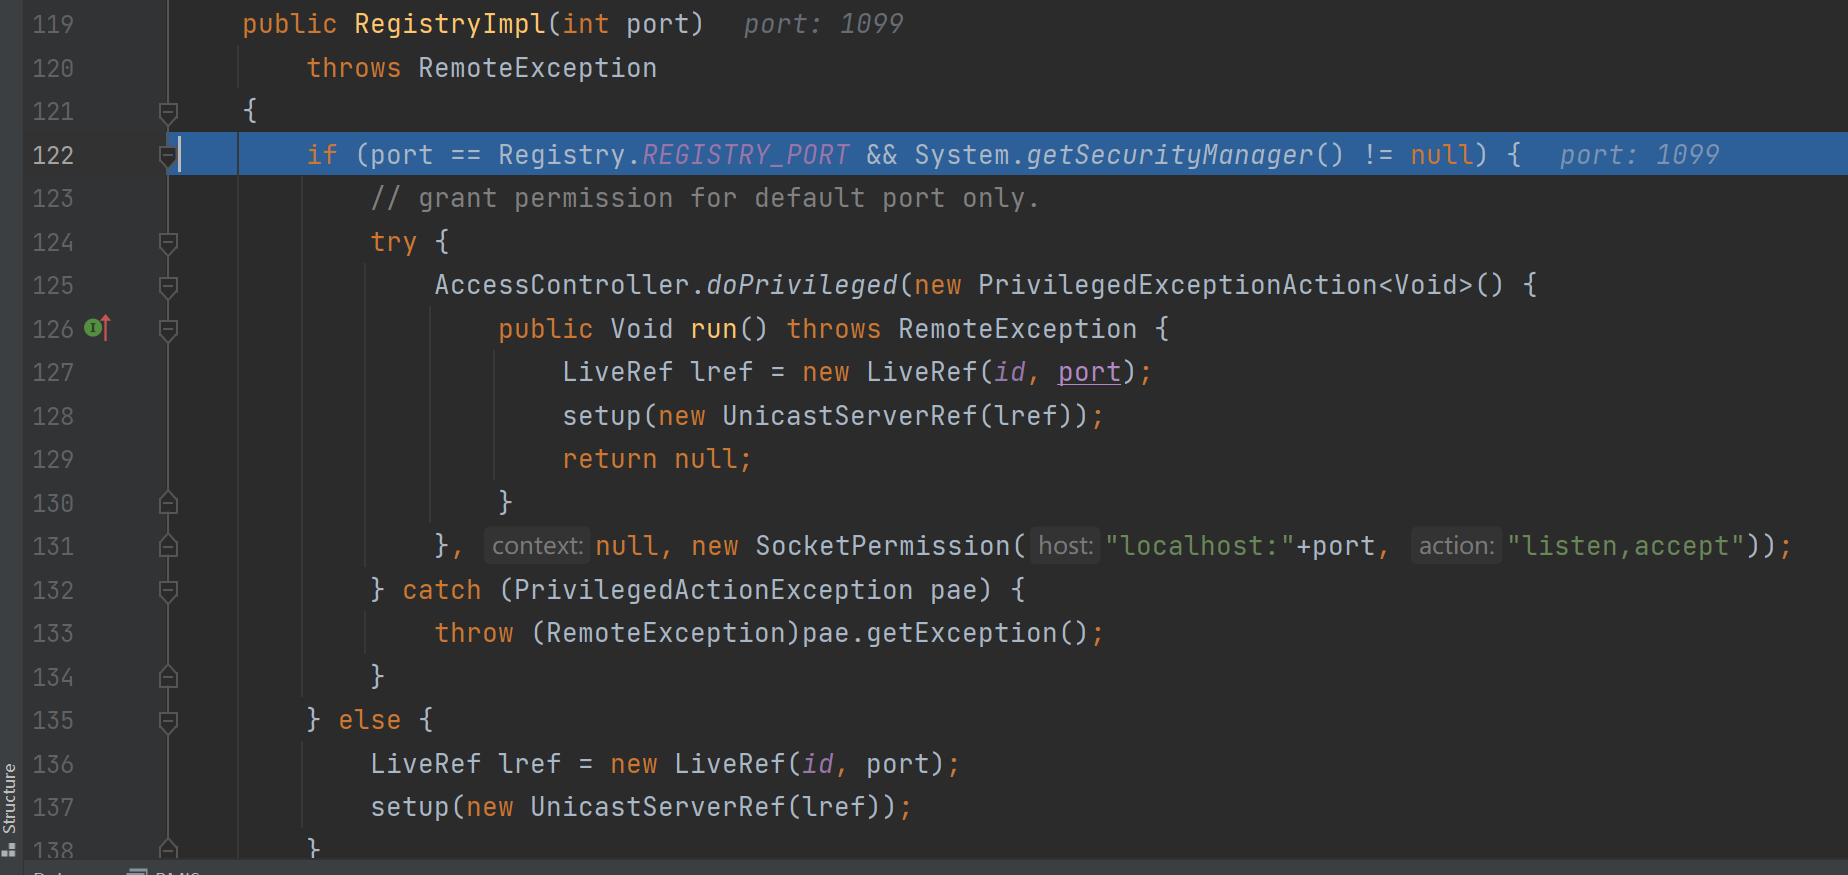 119 public RegistryImpl(int port) port: 1099
120 throws RemoteException
121 {
122 if (port == Registry.REGISTRY_PORT && System.getSecurityManager() != null) { port: 1099
123 // grant permission for default port only.
124 try {
125 AccessController.doPrivileged(new PrivilegedExceptionAction<Void>() {
126 public Void run() throws RemoteException {
127 LiveRef lref = new LiveRef(id, port);
128 setup(new UnicastServerRef(lref));
129 return null;
130 }
131 }, context: null, new SocketPermission( host: "localhost:"+port, action: "listen,accept"));
132 } catch (PrivilegedActionException pae) {
133 throw (RemoteException)pae.getException();
134 }
135 } else {
136 LiveRef lref = new LiveRef(id, port);
137 setup(new UnicastServerRef(lref));
138 }
Structure